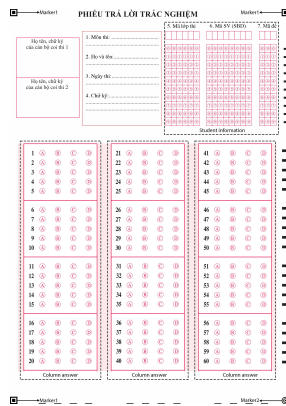 Marker1
PHIẾU TRẢ LỜI TRẮC NGHIỆM
Marker1
Họ tên, chữ ký
của cán bộ coi thi 1
Họ tên, chữ ký
của cán bộ coi thi 2
1. Môn thi:
2. Họ và tên:
3. Ngày thi:
4. Chữ ký:
5. Mã lớp thi
6. Mã SV (SBD)
7. Mã đề
Student information
1 A B C D
2 A B C D
3 A B C D
4 A B C D
5 A B C D
6 A B C D
7 A B C D
8 A B C D
9 A B C D
10 A B C D
11 A B C D
12 A B C D
13 A B C D
14 A B C D
15 A B C D
16 A B C D
17 A B C D
18 A B C D
19 A B C D
20 A B C D
Column answer
21 A B C D
22 A B C D
23 A B C D
24 A B C D
25 A B C D
26 A B C D
27 A B C D
28 A B C D
29 A B C D
30 A B C D
31 A B C D
32 A B C D
33 A B C D
34 A B C D
35 A B C D
36 A B C D
37 A B C D
38 A B C D
39 A B C D
40 A B C D
Column answer
41 A B C D
42 A B C D
43 A B C D
44 A B C D
45 A B C D
46 A B C D
47 A B C D
48 A B C D
49 A B C D
50 A B C D
51 A B C D
52 A B C D
53 A B C D
54 A B C D
55 A B C D
56 A B C D
57 A B C D
58 A B C D
59 A B C D
60 A B C D
Column answer
Marker1
Marker2